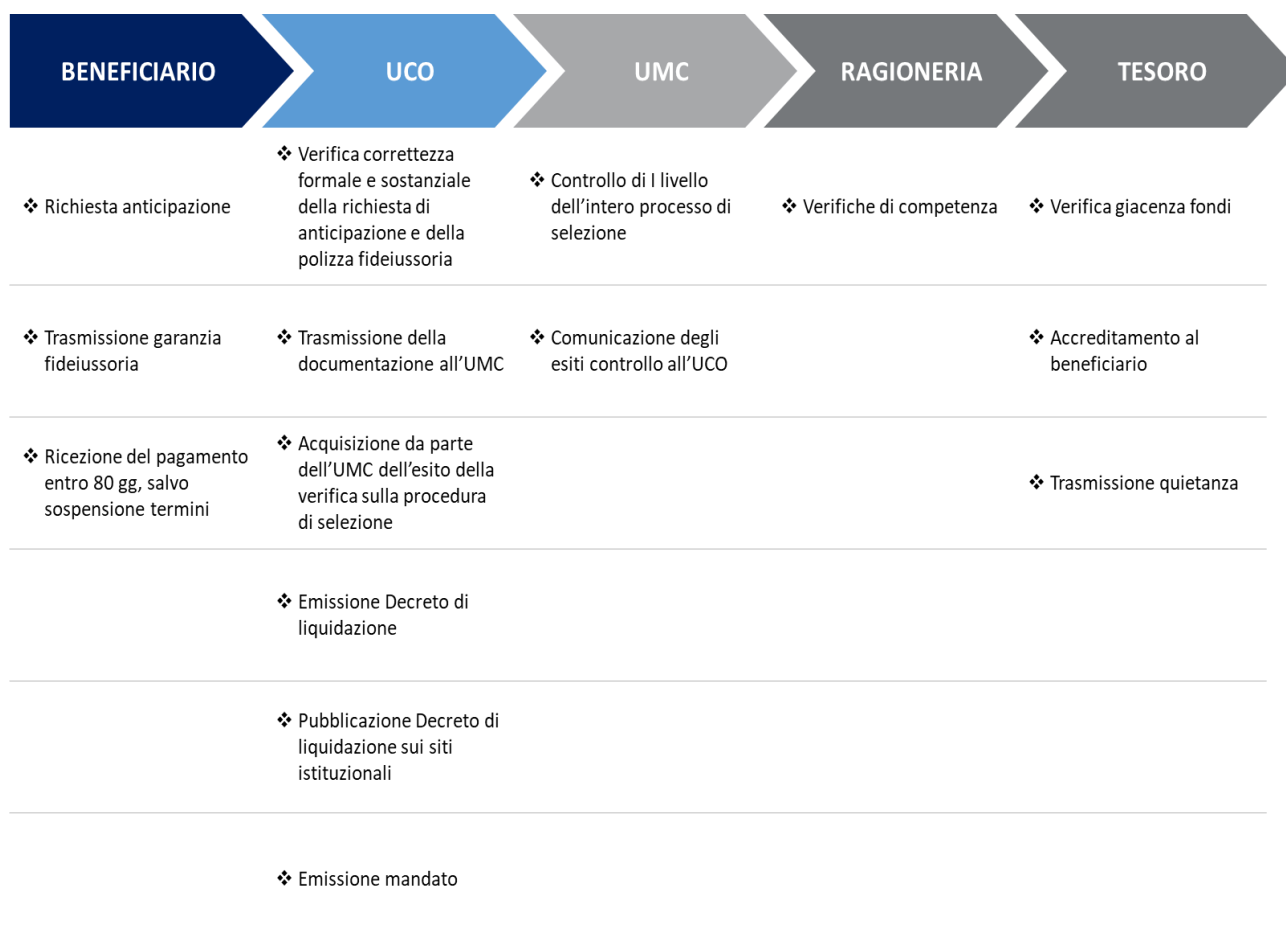 BENEFICIARIO
UCO
UMC
RAGIONERIA
TESORO
❖ Richiesta anticipazione
❖ Verifica correttezza
formale e sostanziale
della richiesta di
anticipazione e della
polizza fideiussoria
❖ Controllo di I livello
dell’intero processo di
selezione
❖ Verifiche di competenza
❖ Verifica giacenza fondi
❖ Trasmissione garanzia
fideiussoria
❖ Trasmissione della
documentazione all’UMC
❖ Comunicazione degli
esiti controllo all’UCO
❖ Accreditamento al
beneficiario
❖ Ricezione del pagamento
entro 80 gg, salvo
sospensione termini
❖ Acquisizione da parte
dell’UMC dell’esito della
verifica sulla procedura
di selezione
❖ Trasmissione quietanza
❖ Emissione Decreto di
liquidazione
❖ Pubblicazione Decreto di
liquidazione sui siti
istituzionali
❖ Emissione mandato